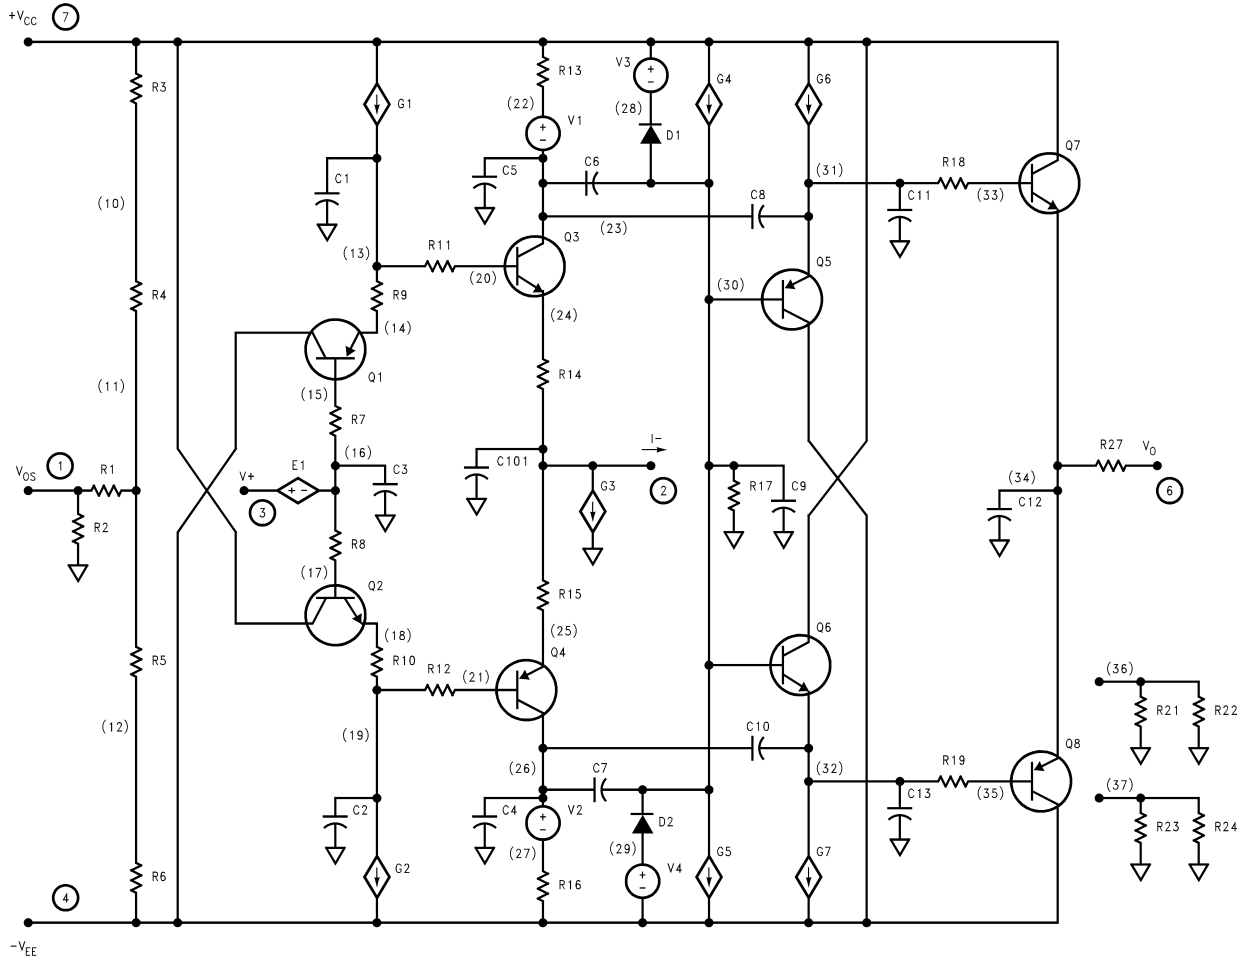 +VCC 7
R3
G1
R13
(22)
V1
V3
(28)
D1
G4
G6
Q7
C1
C5
C6
(31)
R18
(10)
C8
C11
(33)
(13)
R11
(23)
Q3
(20)
Q5
R4
R9
(30)
(14)
(24)
Q1
R14
(11)
(15)
R7
(16)
I-
R27
VO
VOS 1
R1
V+
E1
C3
C101
G3
2
R17
C9
(34)
C12
6
3
R2
R8
(17)
Q2
R15
(18)
(25)
Q6
R5
R10
R12
(21)
Q4
(36)
R21
R22
(12)
(19)
C10
Q8
(26)
C7
(32)
R19
(37)
C2
C4
V2
D2
C13
(35)
R23
R24
(27)
(29)
R6
G2
R16
V4
G5
G7
4
-VEE